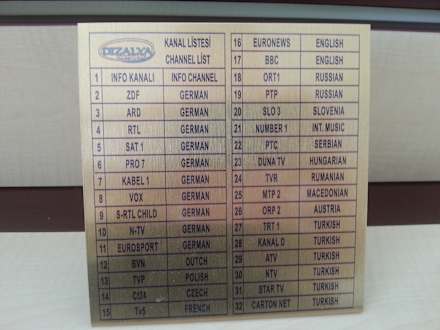 DIZALYA
KANAL LİSTESİ
CHANNEL LIST
1 INFO KANALI INFO CHANNEL
2 ZDF GERMAN
3 ARD GERMAN
4 RTL GERMAN
5 SAT 1 GERMAN
6 PRO 7 GERMAN
7 KABEL 1 GERMAN
8 VOX GERMAN
9 S-RTL CHILD GERMAN
10 N-TV GERMAN
11 EUROSPORT GERMAN
12 BVN DUTCH
13 TVP POLISH
14 CZECH
15 Tv5 FRENCH
16 EURONEWS ENGLISH
17 BBC ENGLISH
18 ORT1 RUSSIAN
19 PTP RUSSIAN
20 SLO 3 SLOVENIA
21 NUMBER 1 INT. MUSIC
22 PTC SERBIAN
23 DUNA TV HUNGARIAN
24 TVR RUMANIAN
25 MTP 2 MACEDONIAN
26 ORP 2 AUSTRIA
27 TRT 1 TURKISH
28 KANAL D TURKISH
29 ATV TURKISH
30 NTV TURKISH
31 STAR TV TURKISH
32 CARTON NET TURKISH